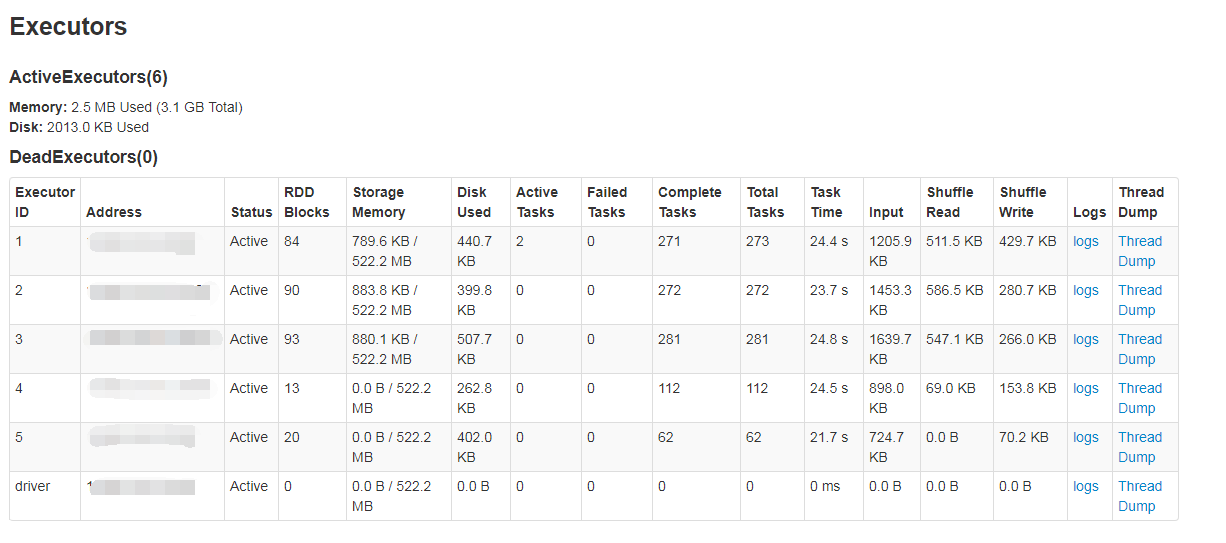 Executors
ActiveExecutors(6)
Memory: 2.5 MB Used (3.1 GB Total)
Disk: 2013.0 KB Used
DeadExecutors(0)
Executor ID Address Status RDD Blocks Storage Memory Disk Used Active Tasks Failed Tasks Complete Tasks Total Tasks Task Time Input Shuffle Read Shuffle Write Logs Thread Dump
1 Active 84 789.6 KB / 522.2 MB 440.7 KB 2 0 271 273 24.4 s 1205.9 KB 511.5 KB 429.7 KB logs Thread Dump
2 Active 90 883.8 KB / 522.2 MB 399.8 KB 0 0 272 272 23.7 s 1453.3 KB 586.5 KB 280.7 KB logs Thread Dump
3 Active 93 880.1 KB / 522.2 MB 507.7 KB 0 0 281 281 24.8 s 1639.7 KB 547.1 KB 266.0 KB logs Thread Dump
4 Active 13 0.0 B / 522.2 MB 262.8 KB 0 0 112 112 24.5 s 898.0 KB 69.0 KB 153.8 KB logs Thread Dump
5 Active 20 0.0 B / 522.2 MB 402.0 KB 0 0 62 62 21.7 s 724.7 KB 0.0 B 70.2 KB logs Thread Dump
driver Active 0 0.0 B / 522.2 MB 0.0 B 0 0 0 0 0 ms 0.0 B 0.0 B 0.0 B logs Thread Dump